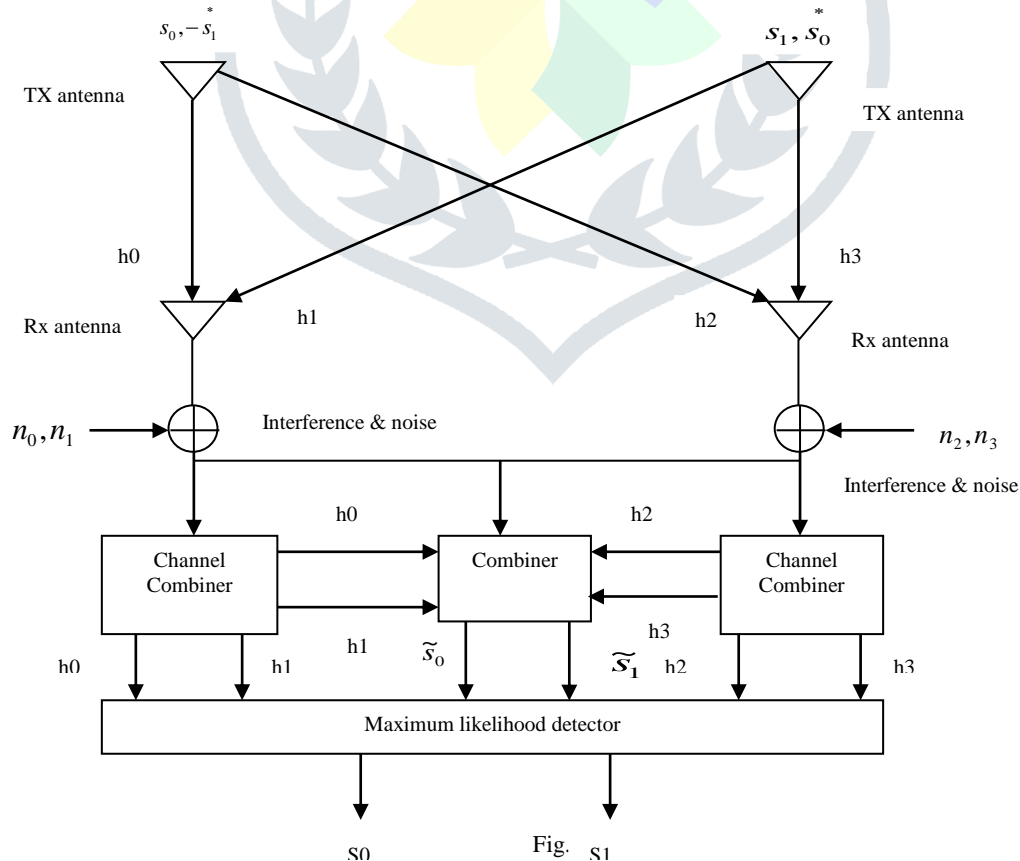 s₀, −s₁*
s₁, s₀*
TX antenna
TX antenna
h0
h3
h1
h2
Rx antenna
Rx antenna
n₀, n₁
Interference & noise
n₂, n₃
Interference & noise
h0
h2
Channel
Combiner
Combiner
Channel
Combiner
h1
h3
h0
h1
s̃₀
s̃₁
h2
h3
Maximum likelihood detector
S0
Fig.
S1